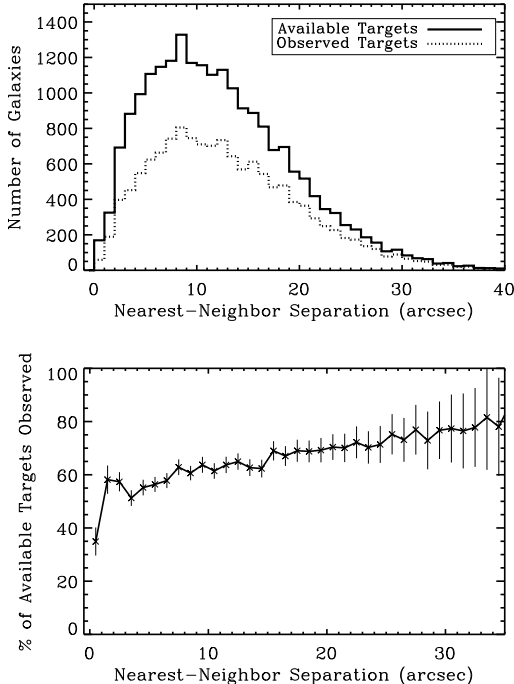 1400
1200
1000
800
600
400
200
0
Number of Galaxies
Available Targets
Observed Targets
0 10 20 30 40
Nearest-Neighbor Separation (arcsec)
100
80
60
40
20
0
% of Available Targets Observed
0 10 20 30
Nearest-Neighbor Separation (arcsec)